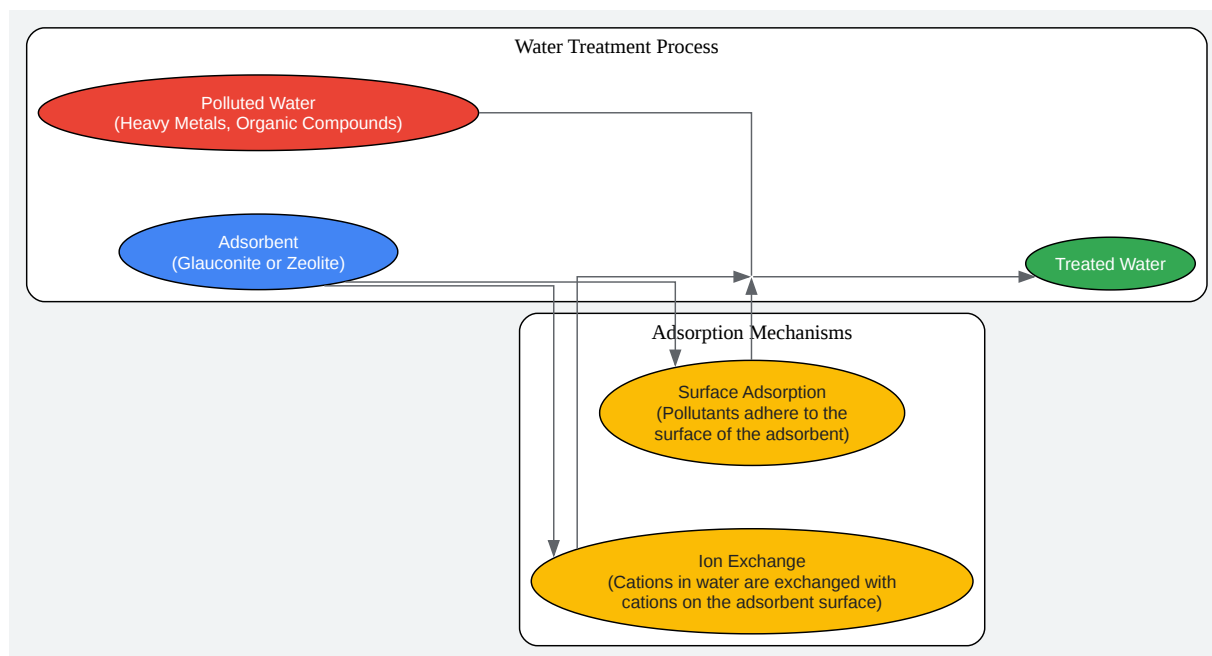 Water Treatment Process
Polluted Water
(Heavy Metals, Organic Compounds)
Adsorbent
(Glauconite or Zeolite)
Treated Water
Adsorption Mechanisms
Surface Adsorption
(Pollutants adhere to the
surface of the adsorbent)
Ion Exchange
(Cations in water are exchanged with
cations on the adsorbent surface)